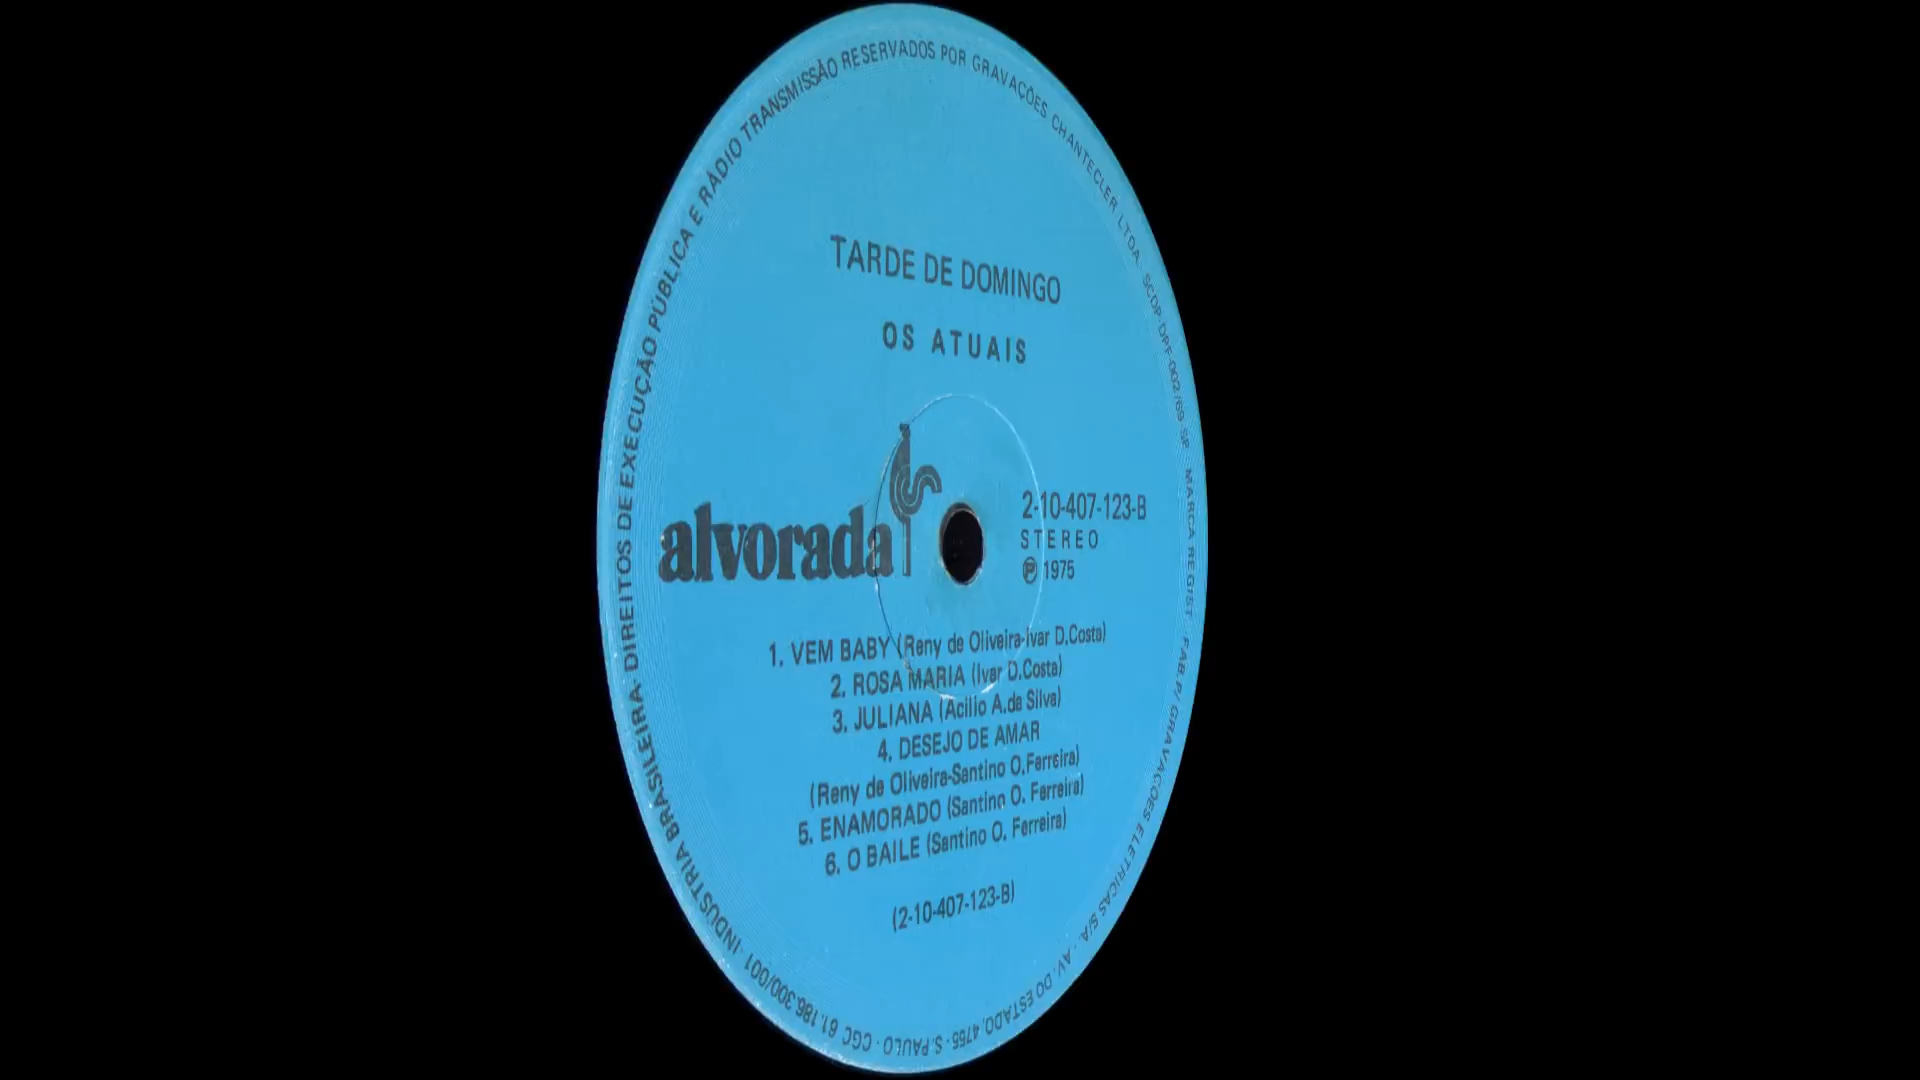 INDÚSTRIA BRASILEIRA · DIREITOS DE EXECUÇÃO PÚBLICA E RÁDIO TRANSMISSÃO RESERVADOS POR GRAVAÇÕES CHANTECLER LTDA. SCDP-DPF-002/69-SP MARCA REGIST. FAB. P/ GRAVAÇÕES ELÉTRICAS S/A. - AV. DO ESTADO, 4755 - S. PAULO - CGC 61.186.300/001
TARDE DE DOMINGO
OS ATUAIS
alvorada
2-10-407-123-B
STEREO
Ⓟ 1975
1. VEM BABY (Reny de Oliveira-Ivar D.Costa)
2. ROSA MARIA (Ivar D.Costa)
3. JULIANA (Acilio A.da Silva)
4. DESEJO DE AMAR
(Reny de Oliveira-Santino O.Ferreira)
5. ENAMORADO (Santino O. Ferreira)
6. O BAILE (Santino O. Ferreira)
(2-10-407-123-B)